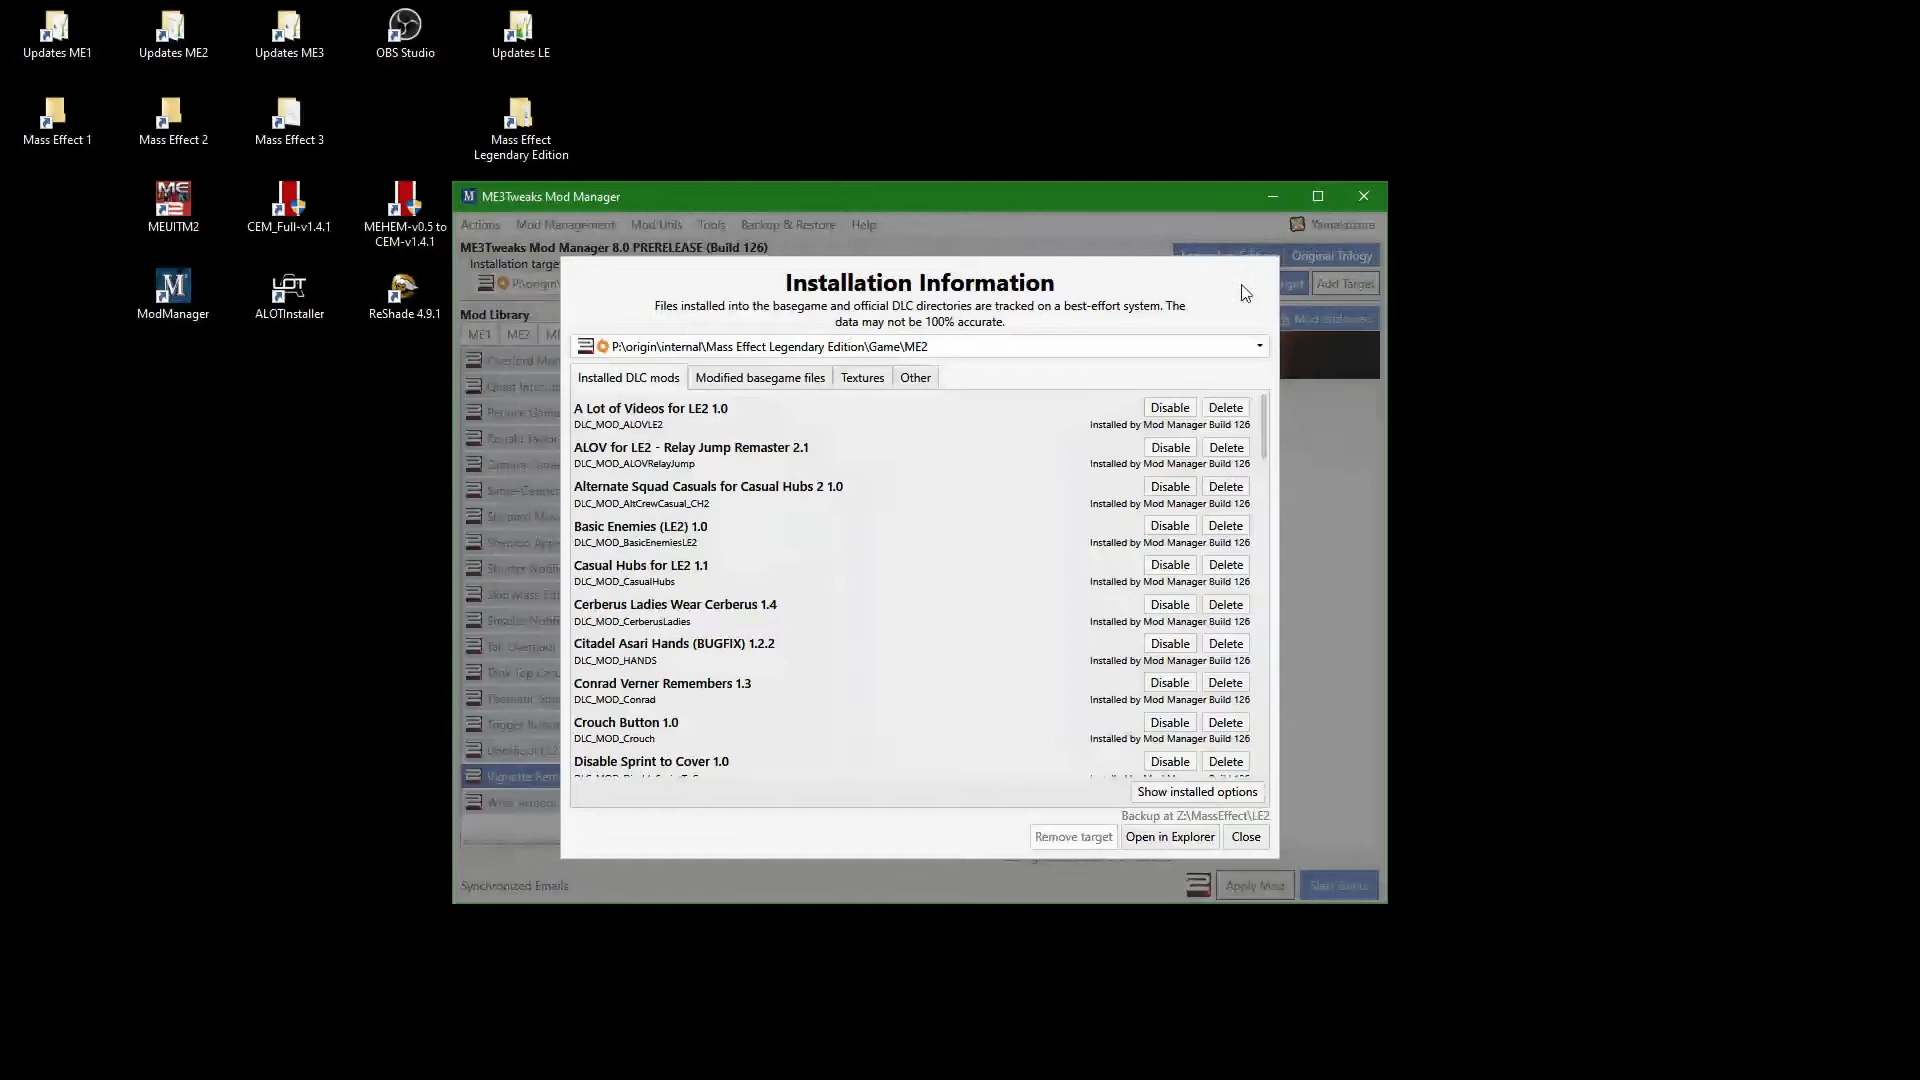 Updates ME1
Updates ME2
Updates ME3
OBS Studio
Updates LE
Mass Effect 1
Mass Effect 2
Mass Effect 3
Mass Effect
Legendary Edition
MEUITM2
CEM_Full-v1.4.1
MEHEM-v0.5 to
CEM-v1.4.1
ModManager
ALOTInstaller
ReShade 4.9.1
ME3Tweaks Mod Manager
Actions Mod Management Mod Utils Tools Backup & Restore Help
ME3Tweaks Mod Manager 8.0 PRERELEASE (Build 126)
Original Trilogy
Installation targe
P:\origin\
Add Target
Mod Library
ME1 ME2
Installation Information
Files installed into the basegame and official DLC directories are tracked on a best-effort system. The
data may not be 100% accurate.
P:\origin\internal\Mass Effect Legendary Edition\Game\ME2
Installed DLC mods Modified basegame files Textures Other
A Lot of Videos for LE2 1.0 Disable Delete
DLC_MOD_ALOVLE2 Installed by Mod Manager Build 126
ALOV for LE2 - Relay Jump Remaster 2.1 Disable Delete
DLC_MOD_ALOVRelayJump Installed by Mod Manager Build 126
Alternate Squad Casuals for Casual Hubs 2 1.0 Disable Delete
DLC_MOD_AltCrewCasual_CH2 Installed by Mod Manager Build 126
Basic Enemies (LE2) 1.0 Disable Delete
DLC_MOD_BasicEnemiesLE2 Installed by Mod Manager Build 126
Casual Hubs for LE2 1.1 Disable Delete
DLC_MOD_CasualHubs Installed by Mod Manager Build 126
Cerberus Ladies Wear Cerberus 1.4 Disable Delete
DLC_MOD_CerberusLadies Installed by Mod Manager Build 126
Citadel Asari Hands (BUGFIX) 1.2.2 Disable Delete
DLC_MOD_HANDS Installed by Mod Manager Build 126
Conrad Verner Remembers 1.3 Disable Delete
DLC_MOD_Conrad Installed by Mod Manager Build 126
Crouch Button 1.0 Disable Delete
DLC_MOD_Crouch Installed by Mod Manager Build 126
Disable Sprint to Cover 1.0 Disable Delete
Show installed options
Backup at Z:\MassEffect\LE2
Remove target Open in Explorer Close
Synchronized Emails
Apply Mod Start Game